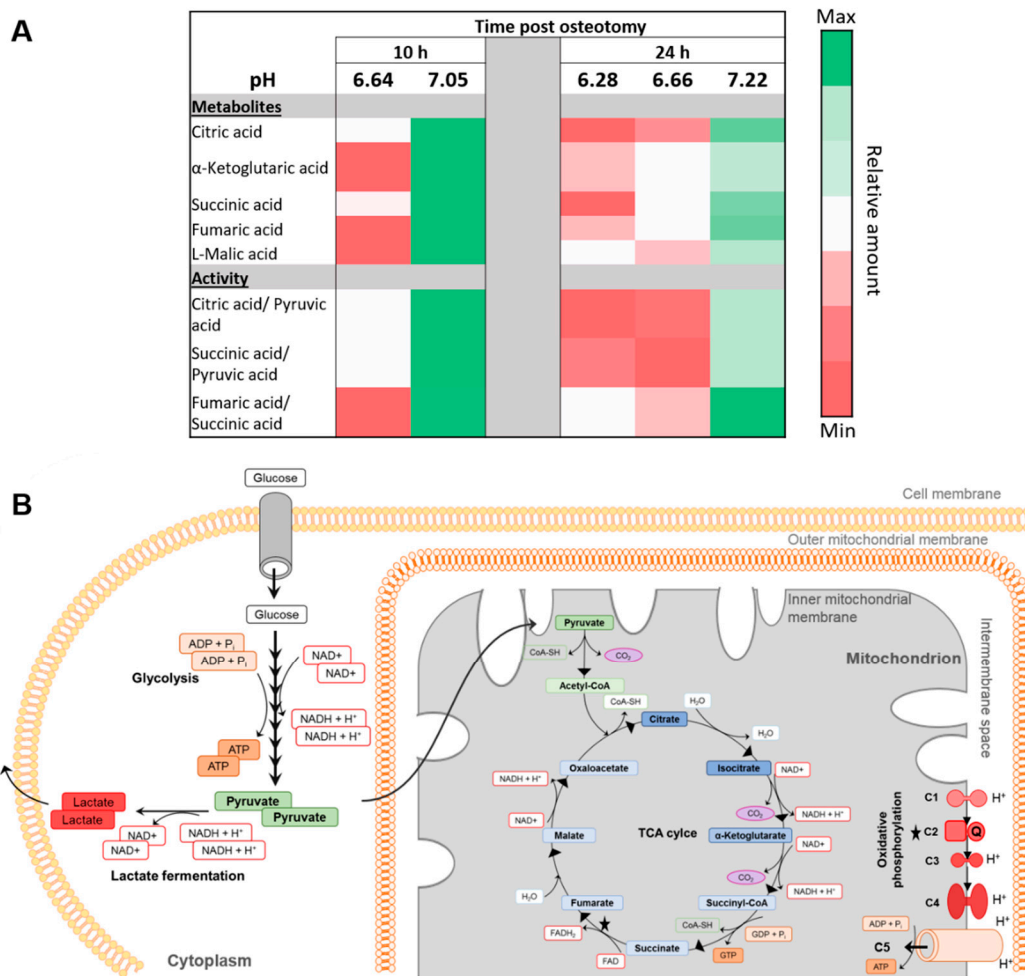 A
Time post osteotomy
10 h
24 h
pH
6.64
7.05
6.28
6.66
7.22
Metabolites
Citric acid
α-Ketoglutaric acid
Succinic acid
Fumaric acid
L-Malic acid
Activity
Citric acid/ Pyruvic
acid
Succinic acid/
Pyruvic acid
Fumaric acid/
Succinic acid
Max
Relative amount
Min
B
Glucose
Cell membrane
Outer mitochondrial membrane
Inner mitochondrial
membrane
Intermembrane space
Mitochondrion
Glucose
ADP + Pi
ADP + Pi
Glycolysis
NAD+
NAD+
NADH + H⁺
NADH + H⁺
ATP
ATP
Pyruvate
Pyruvate
Lactate
Lactate
NAD+
NAD+
NADH + H⁺
NADH + H⁺
Lactate fermentation
Cytoplasm
Pyruvate
CoA-SH
CO₂
Acetyl-CoA
CoA-SH
H₂O
Citrate
H₂O
Oxaloacetate
Isocitrate
NAD+
NADH + H⁺
CO₂
NADH + H⁺
NAD+
Malate
TCA cylce
α-Ketoglutarate
NAD+
CO₂
NADH + H⁺
H₂O
Fumarate
Succinyl-CoA
CoA-SH
GDP + Pi
FADH₂
FAD
Succinate
GTP
Oxidative
phosphorylation
C1
H⁺
C2
Q
C3
H⁺
C4
H⁺
H⁺
ADP + Pi
C5
ATP
H⁺